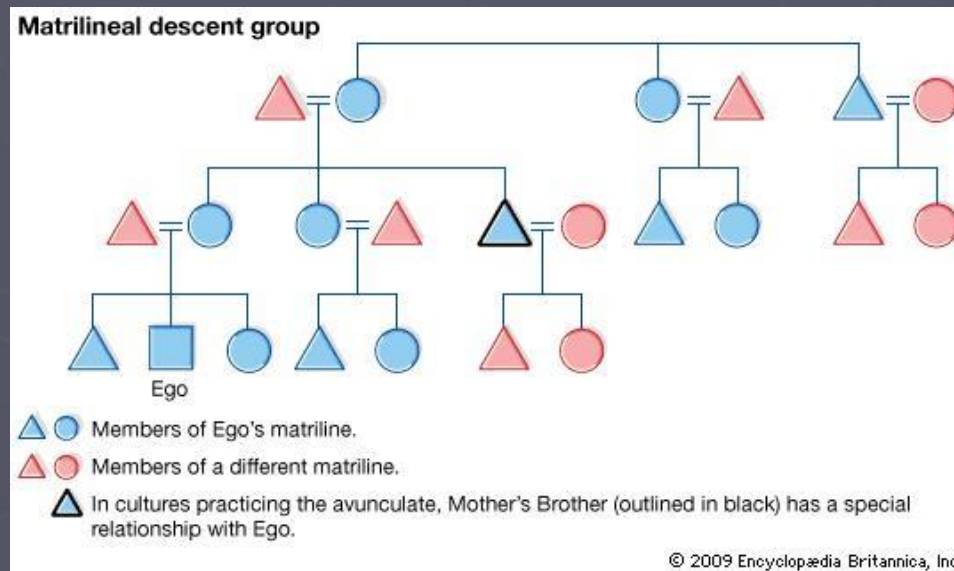 Matrilineal descent group
Ego
Members of Ego's matriline.
Members of a different matriline.
In cultures practicing the avunculate, Mother's Brother (outlined in black) has a special
relationship with Ego.
© 2009 Encyclopædia Britannica, Inc